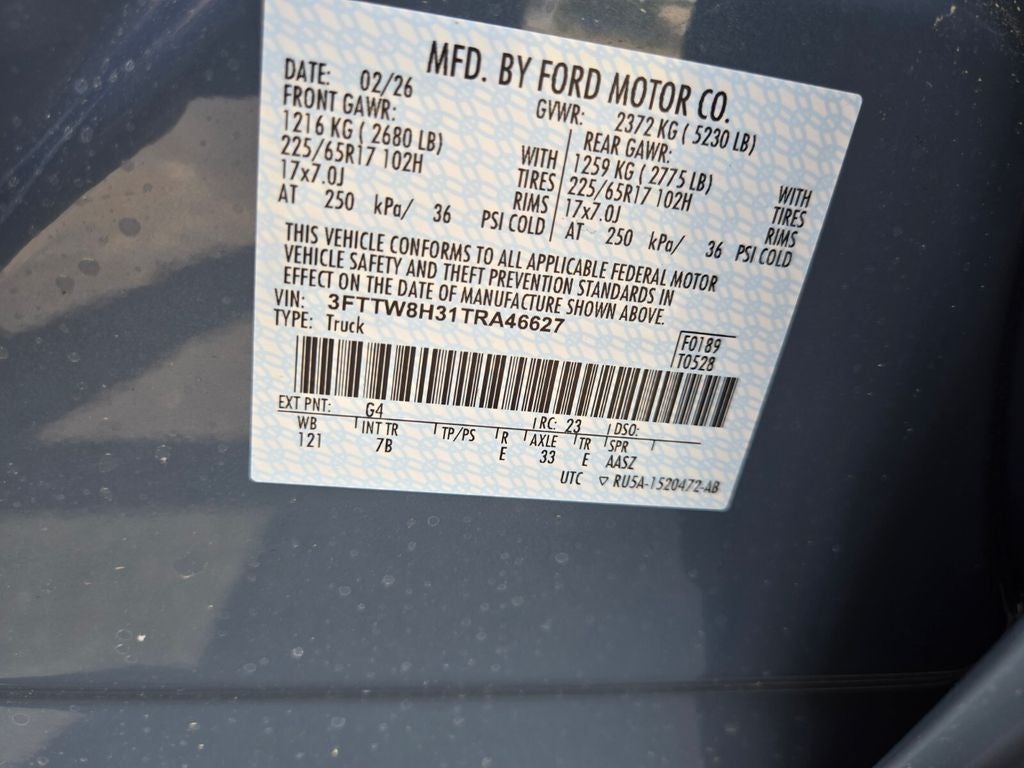 MFD. BY FORD MOTOR CO.
DATE: 02/26 GVWR: 2372 KG ( 5230 LB)
FRONT GAWR: REAR GAWR:
1216 KG ( 2680 LB) WITH 1259 KG ( 2775 LB) WITH
225/65R17 102H TIRES 225/65R17 102H TIRES
17x7.0J RIMS 17x7.0J RIMS
AT 250 kPa/ 36 PSI COLD AT 250 kPa/ 36 PSI COLD
THIS VEHICLE CONFORMS TO ALL APPLICABLE FEDERAL MOTOR
VEHICLE SAFETY AND THEFT PREVENTION STANDARDS IN
EFFECT ON THE DATE OF MANUFACTURE SHOWN ABOVE.
VIN: 3FTTW8H31TRA46627
TYPE: Truck
F0189
T0528
EXT PNT: G4 RC: 23 DSO:
WB INT TR TP/PS R AXLE TR SPR
121 7B E 33 E AASZ
UTC ▽ RU5A-1520472-AB